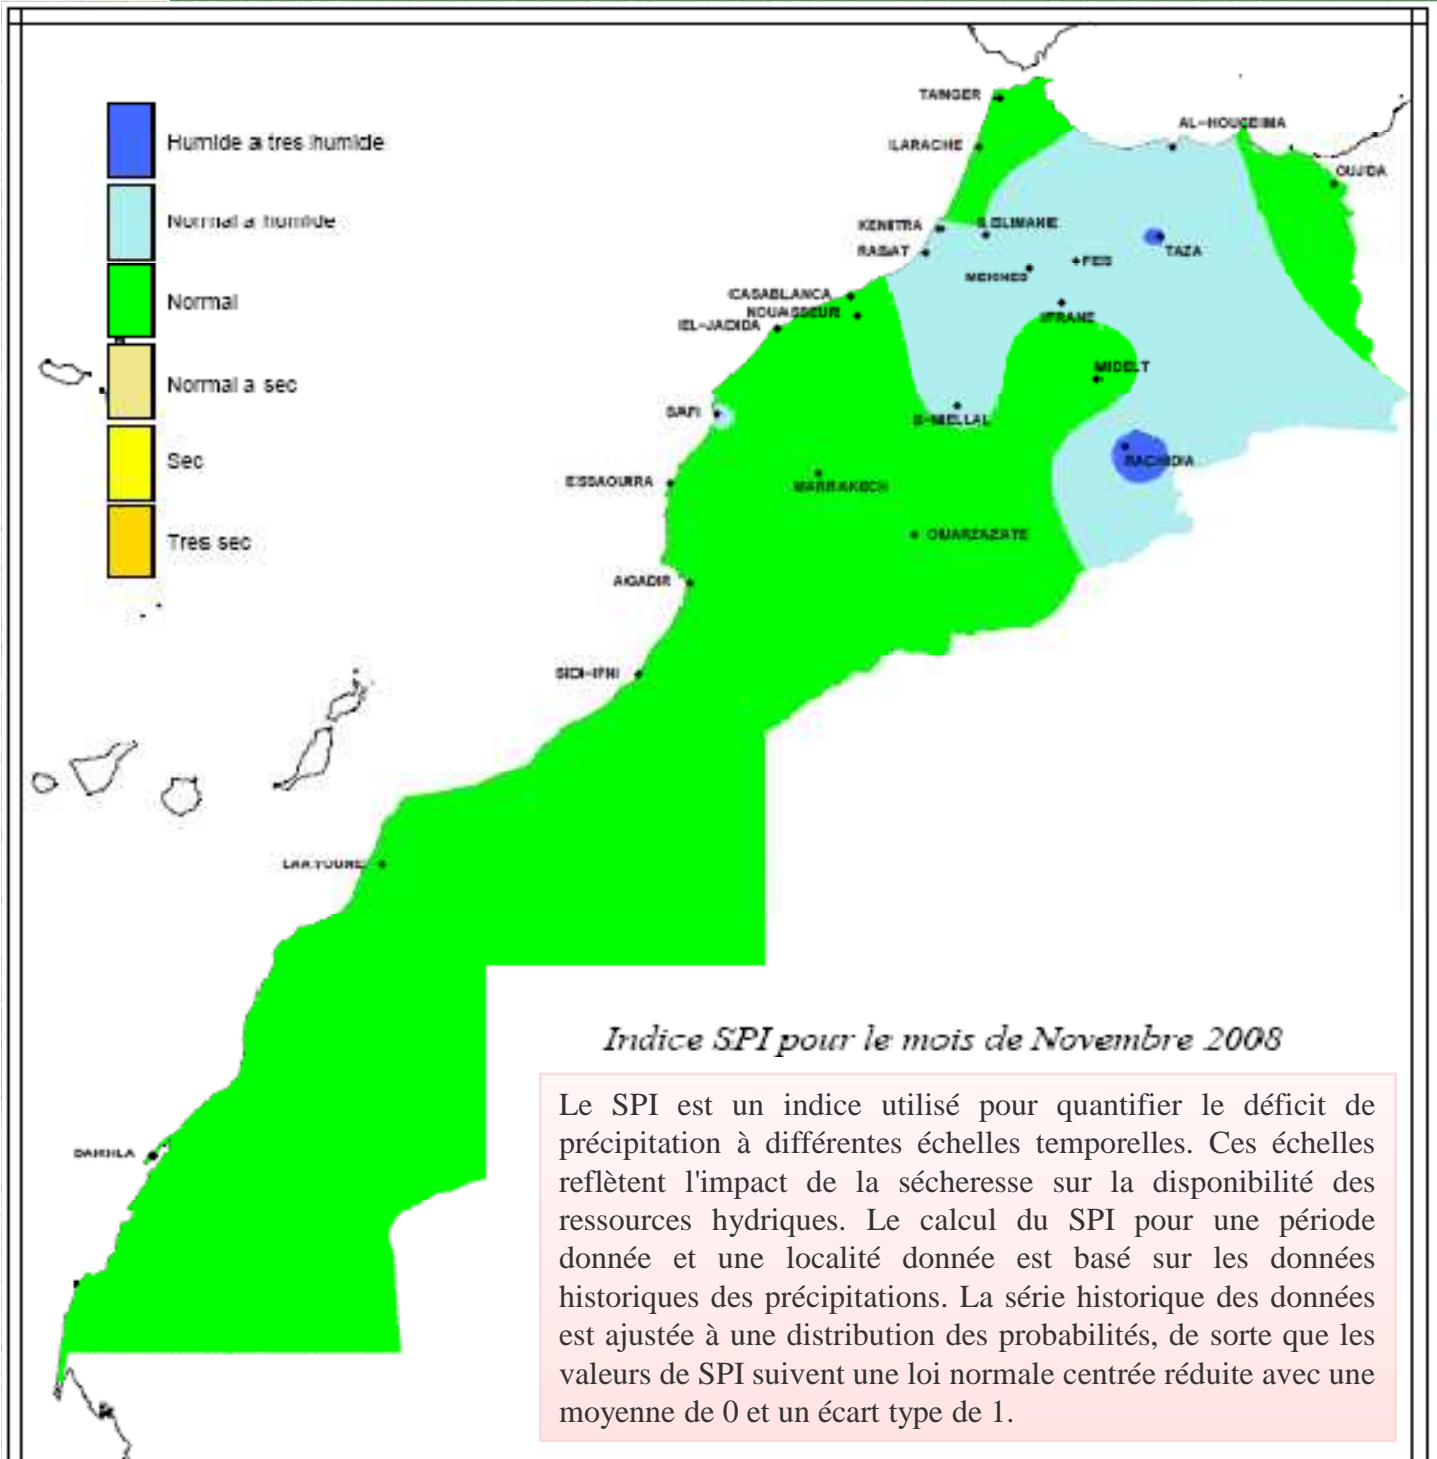 TANGER
AL-HOUCEIMA
LARACHE
OUJDA
Humide a tres humide
Normal a humide
Normal
Normal a sec
Sec
Tres sec
KENITRA
S.SLIMANE
RABAT
TAZA
FES
MEKNES
CASABLANCA
NOUASSEUR
EL-JADIDA
IFRANE
MIDELT
SAFI
B-MELLAL
RACHIDIA
ESSAOUIRA
MARRAKECH
OUARZAZATE
AGADIR
SIDI-IFNI
LAAYOUNE
DAKHLA
Indice SPI pour le mois de Novembre 2008
Le SPI est un indice utilisé pour quantifier le déficit de
précipitation à différentes échelles temporelles. Ces échelles
reflètent l'impact de la sécheresse sur la disponibilité des
ressources hydriques. Le calcul du SPI pour une période
donnée et une localité donnée est basé sur les données
historiques des précipitations. La série historique des données
est ajustée à une distribution des probabilités, de sorte que les
valeurs de SPI suivent une loi normale centrée réduite avec une
moyenne de 0 et un écart type de 1.